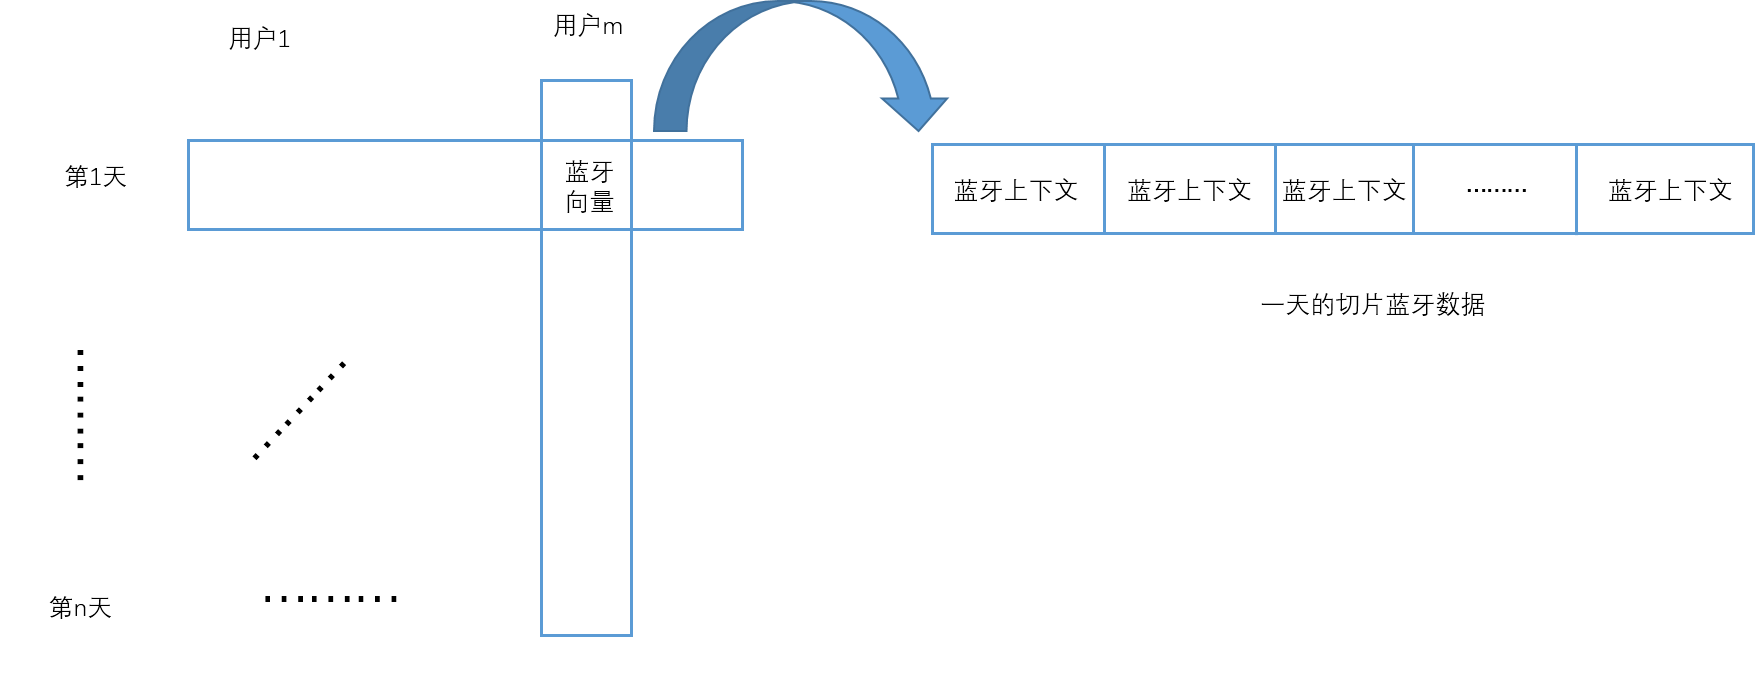 用户1
用户m
第1天
蓝牙
向量
蓝牙上下文
蓝牙上下文
蓝牙上下文
………
蓝牙上下文
一天的切片蓝牙数据
第n天